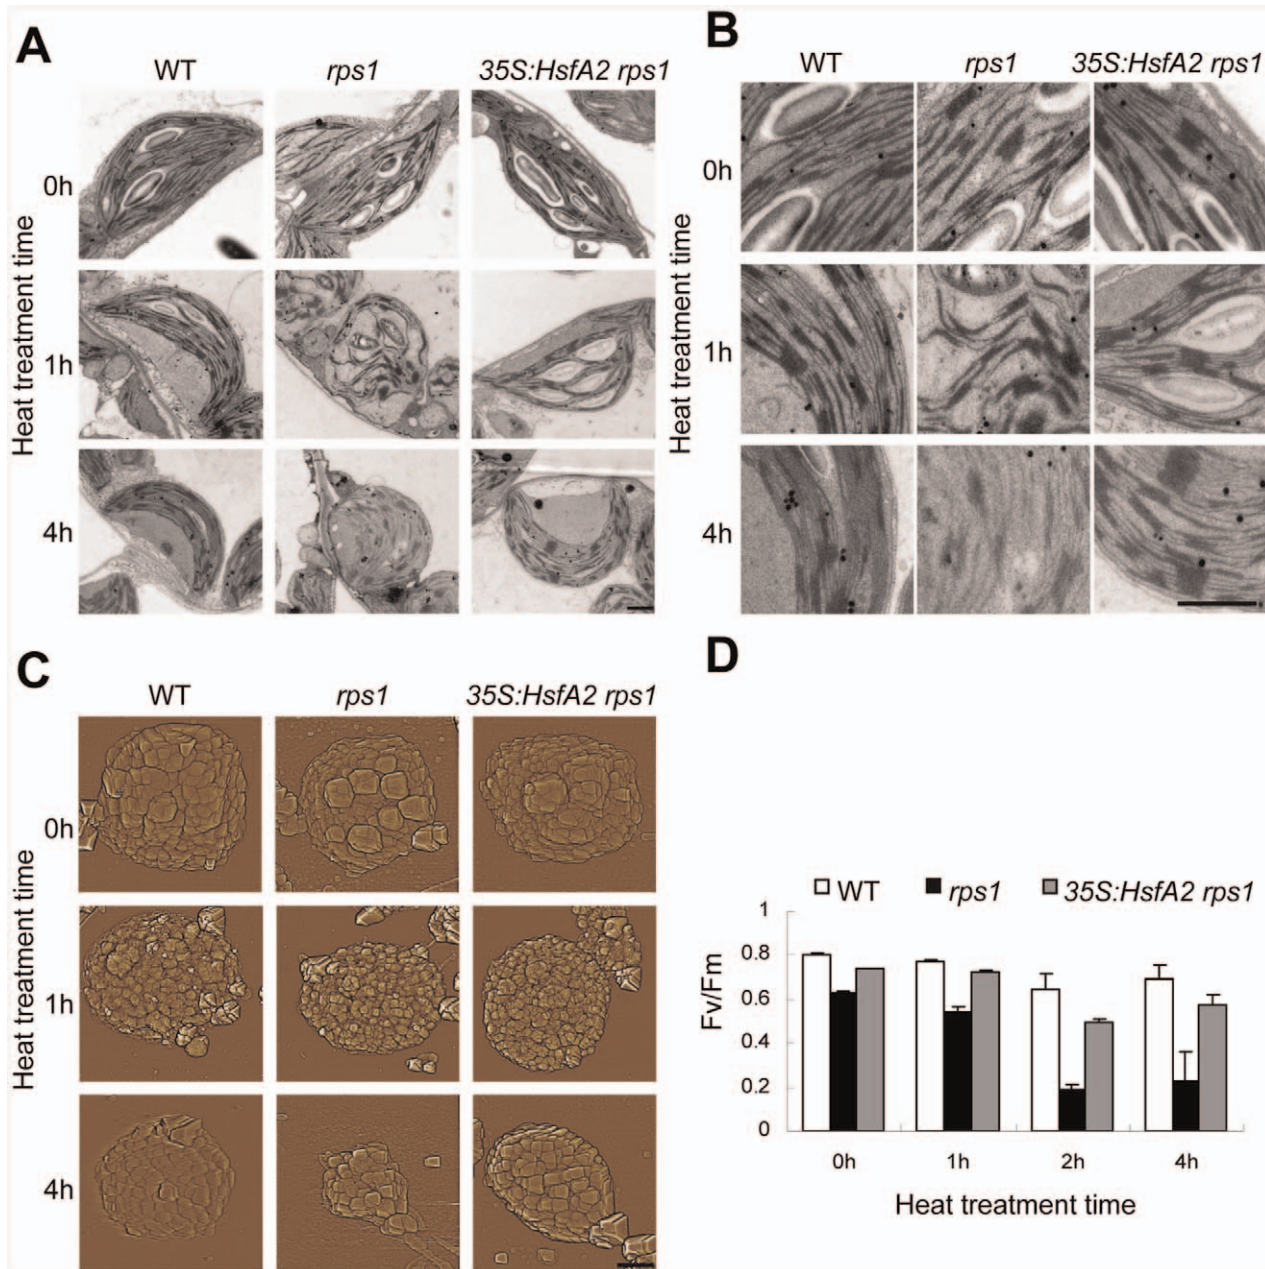 A
WT
rps1
35S:HsfA2 rps1
0h
1h
4h
Heat treatment time
B
WT
rps1
35S:HsfA2 rps1
0h
1h
4h
Heat treatment time
C
WT
rps1
35S:HsfA2 rps1
0h
1h
4h
Heat treatment time
D
WT rps1 35S:HsfA2 rps1
1
0.8
0.6
0.4
0.2
0
Fv/Fm
0h 1h 2h 4h
Heat treatment time